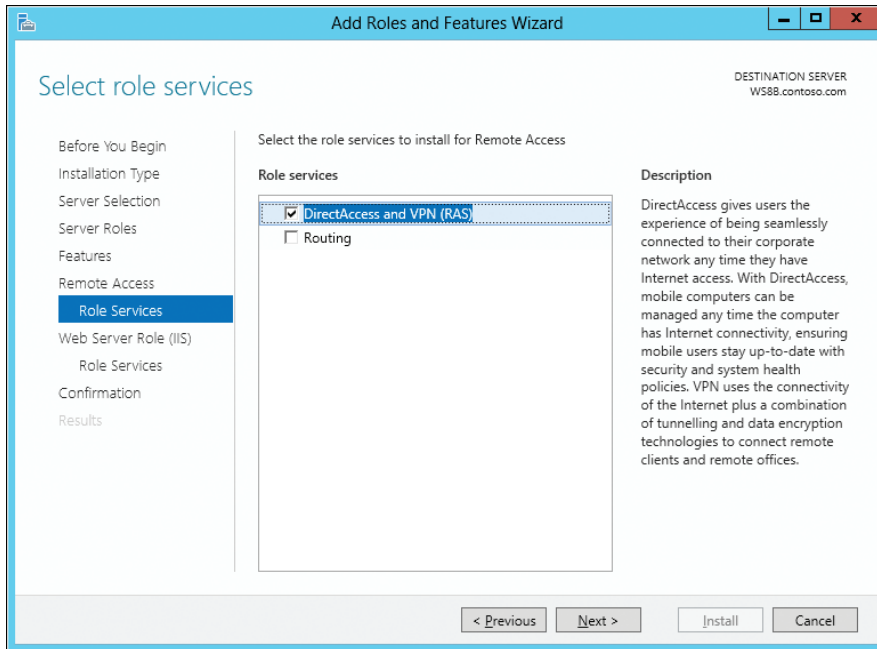 Add Roles and Features Wizard
Select role services
DESTINATION SERVER
WS8B.contoso.com
Before You Begin
Installation Type
Server Selection
Server Roles
Features
Remote Access
Role Services
Web Server Role (IIS)
Role Services
Confirmation
Results
Select the role services to install for Remote Access
Role services
DirectAccess and VPN (RAS)
Routing
Description
DirectAccess gives users the
experience of being seamlessly
connected to their corporate
network any time they have
Internet access. With DirectAccess,
mobile computers can be
managed any time the computer
has Internet connectivity, ensuring
mobile users stay up-to-date with
security and system health
policies. VPN uses the connectivity
of the Internet plus a combination
of tunnelling and data encryption
technologies to connect remote
clients and remote offices.
< Previous
Next >
Install
Cancel